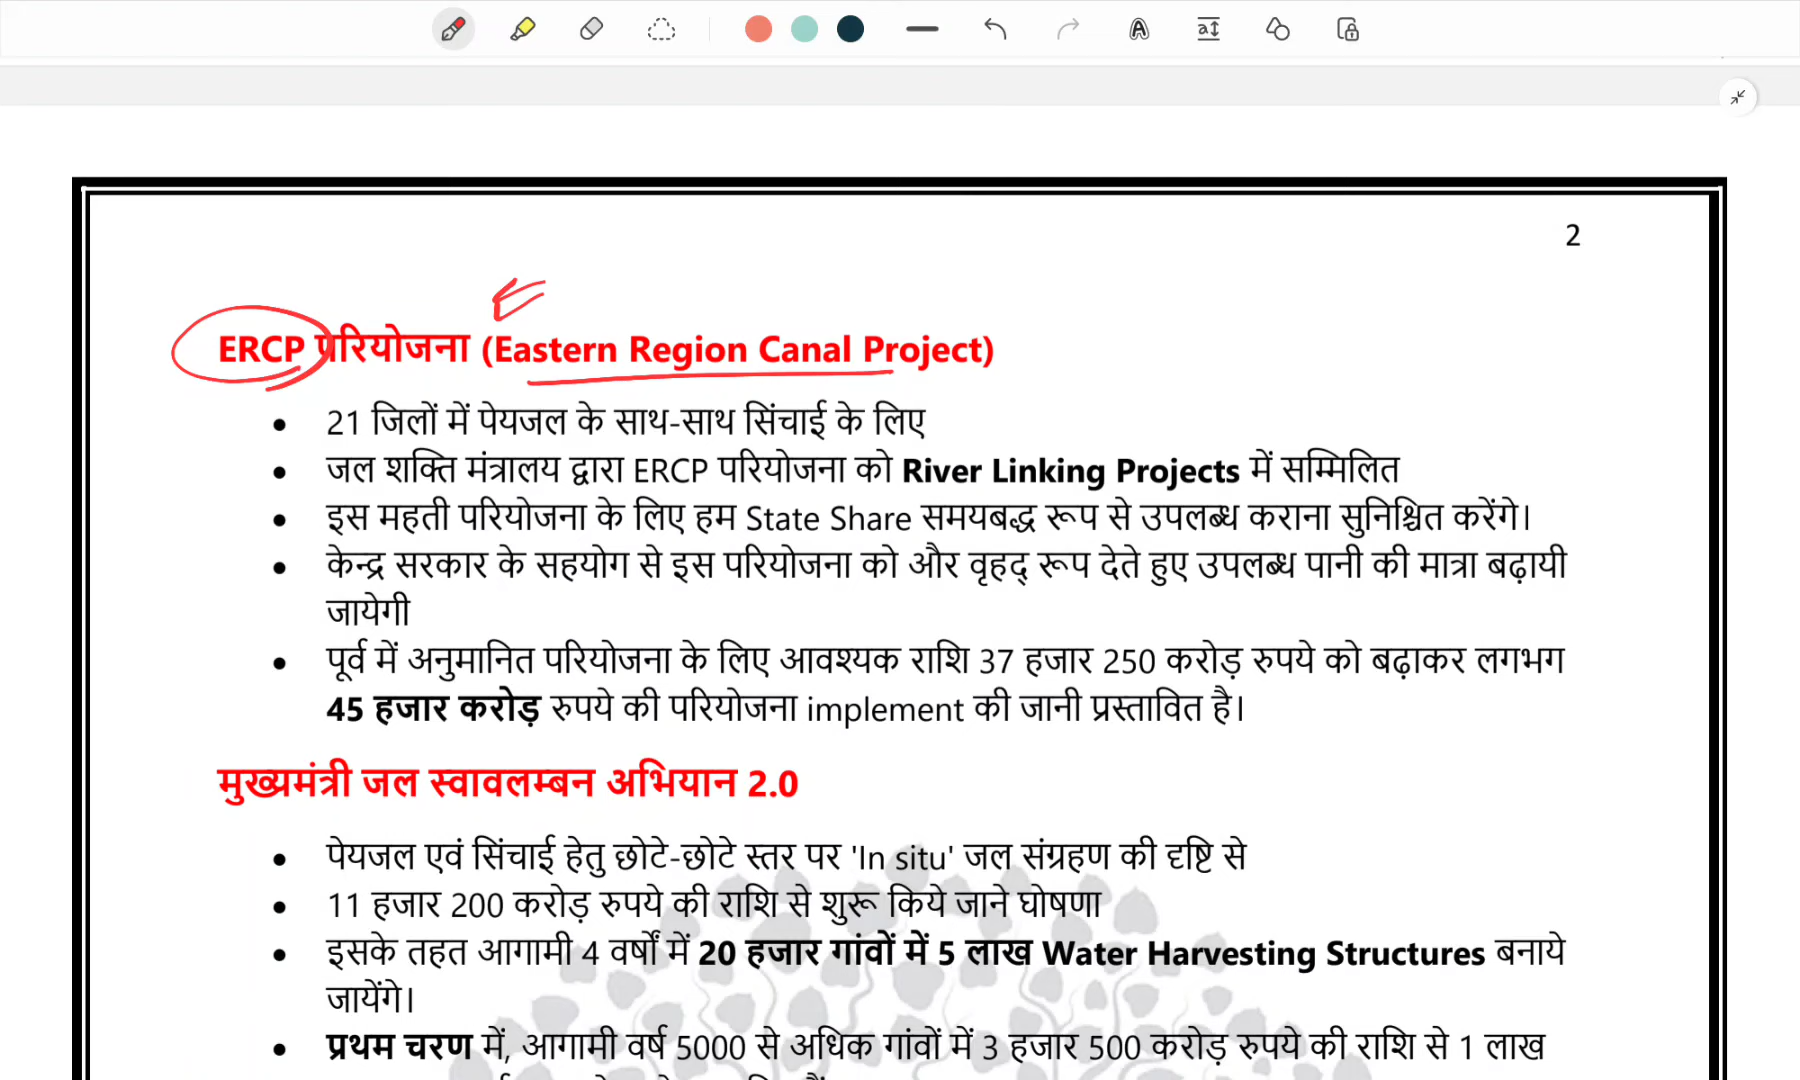 2
ERCP परियोजना (Eastern Region Canal Project)
• 21 जिलों में पेयजल के साथ-साथ सिंचाई के लिए
• जल शक्ति मंत्रालय द्वारा ERCP परियोजना को River Linking Projects में सम्मिलित
• इस महती परियोजना के लिए हम State Share समयबद्ध रूप से उपलब्ध कराना सुनिश्चित करेंगे।
• केन्द्र सरकार के सहयोग से इस परियोजना को और वृहद् रूप देते हुए उपलब्ध पानी की मात्रा बढ़ायी
जायेगी
• पूर्व में अनुमानित परियोजना के लिए आवश्यक राशि 37 हजार 250 करोड़ रुपये को बढ़ाकर लगभग
45 हजार करोड़ रुपये की परियोजना implement की जानी प्रस्तावित है।
मुख्यमंत्री जल स्वावलम्बन अभियान 2.0
• पेयजल एवं सिंचाई हेतु छोटे-छोटे स्तर पर 'In situ' जल संग्रहण की दृष्टि से
• 11 हजार 200 करोड़ रुपये की राशि से शुरू किये जाने घोषणा
• इसके तहत आगामी 4 वर्षों में 20 हजार गांवों में 5 लाख Water Harvesting Structures बनाये
जायेंगे।
• प्रथम चरण में, आगामी वर्ष 5000 से अधिक गांवों में 3 हजार 500 करोड़ रुपये की राशि से 1 लाख